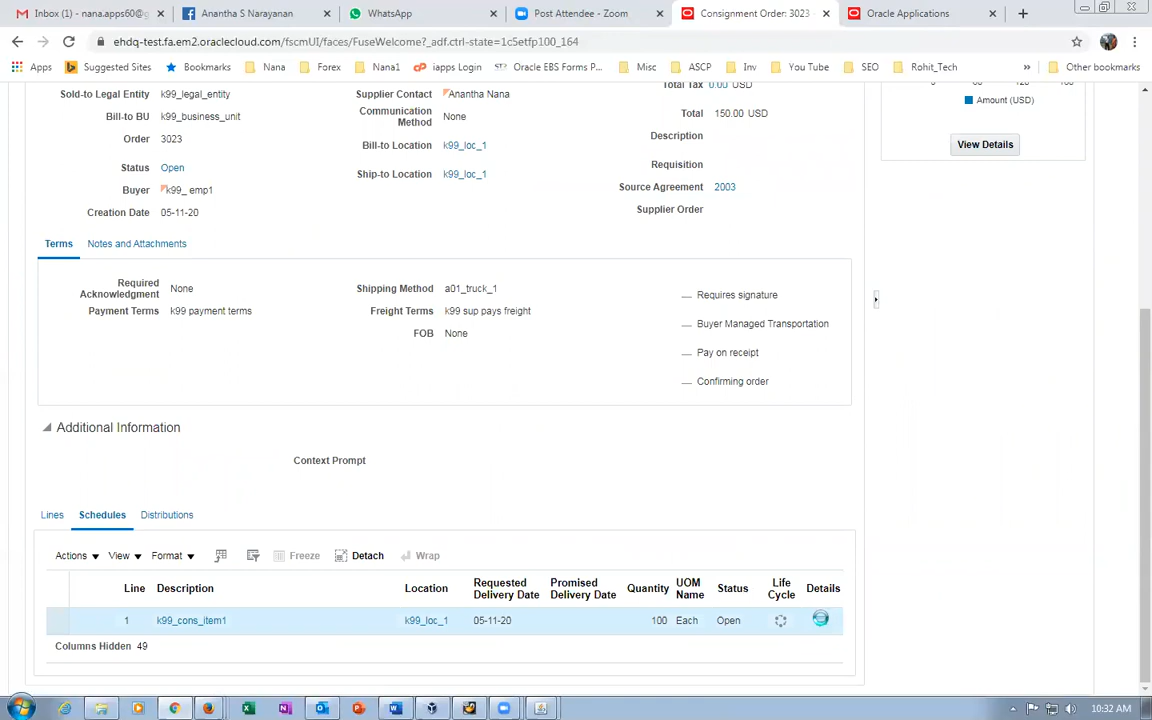 Inbox (1) - nana.apps60@g
Anantha S Narayanan
WhatsApp
Post Attendee - Zoom
Consignment Order: 3023
Oracle Applications
ehdq-test.fa.em2.oraclecloud.com/fscmUI/faces/FuseWelcome?_adf.ctrl-state=1c5etfp100_164
Apps
Suggested Sites
Bookmarks
Nana
Forex
Nana1
iapps Login
Oracle EBS Forms P...
Misc
ASCP
Inv
You Tube
SEO
Rohit_Tech
»
Other bookmarks
Sold-to Legal Entity k99_legal_entity
Bill-to BU k99_business_unit
Order 3023
Status Open
Buyer k99_ emp1
Creation Date 05-11-20
Supplier Contact Anantha Nana
Communication Method None
Bill-to Location k99_loc_1
Ship-to Location k99_loc_1
Total Tax 0.00 USD
Total 150.00 USD
Description
Requisition
Source Agreement 2003
Supplier Order
Amount (USD)
View Details
Terms
Notes and Attachments
Required Acknowledgment None
Payment Terms k99 payment terms
Shipping Method a01_truck_1
Freight Terms k99 sup pays freight
FOB None
Requires signature
Buyer Managed Transportation
Pay on receipt
Confirming order
Additional Information
Context Prompt
Lines
Schedules
Distributions
Actions
View
Format
Freeze
Detach
Wrap
Line Description Location Requested Delivery Date Promised Delivery Date Quantity UOM Name Status Life Cycle Details
1 k99_cons_item1 k99_loc_1 05-11-20 100 Each Open
Columns Hidden 49
10:32 AM